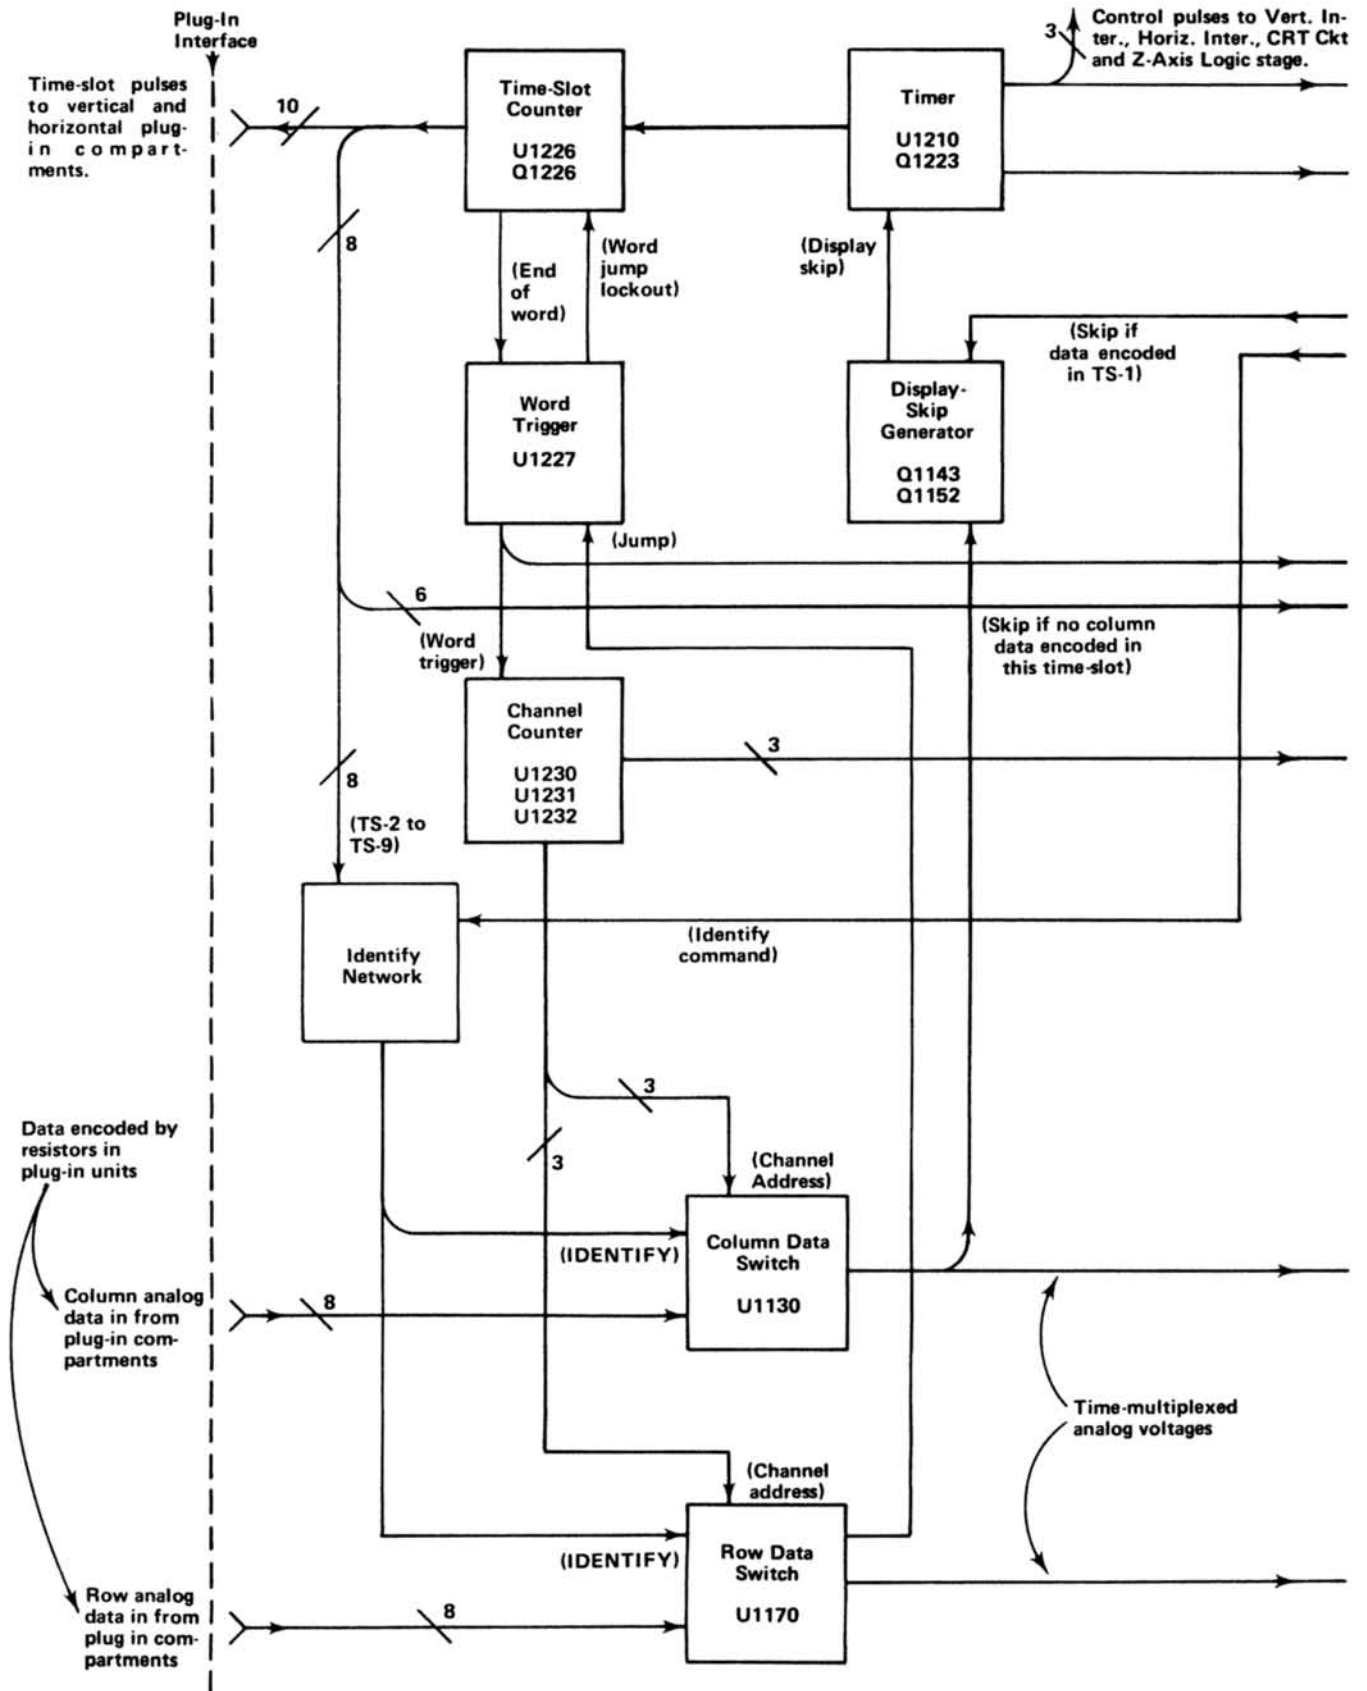 Plug-In
Interface
Time-slot pulses
to vertical and
horizontal plug-
in compart-
ments.
10
Time-Slot
Counter
U1226
Q1226
Timer
U1210
Q1223
3
Control pulses to Vert. In-
ter., Horiz. Inter., CRT Ckt
and Z-Axis Logic stage.
8
(End
of
word)
(Word
jump
lockout)
(Display
skip)
(Skip if
data encoded
in TS-1)
Word
Trigger
U1227
Display-
Skip
Generator
Q1143
Q1152
(Jump)
6
(Word
trigger)
(Skip if no column
data encoded in
this time-slot)
Channel
Counter
U1230
U1231
U1232
3
8
(TS-2 to
TS-9)
Identify
Network
(Identify
command)
3
3
(Channel
Address)
Data encoded by
resistors in
plug-in units
(IDENTIFY)
Column Data
Switch
U1130
Column analog
data in from
plug-in com-
partments
8
Time-multiplexed
analog voltages
(Channel
address)
(IDENTIFY)
Row Data
Switch
U1170
Row analog
data in from
plug in com-
partments
8